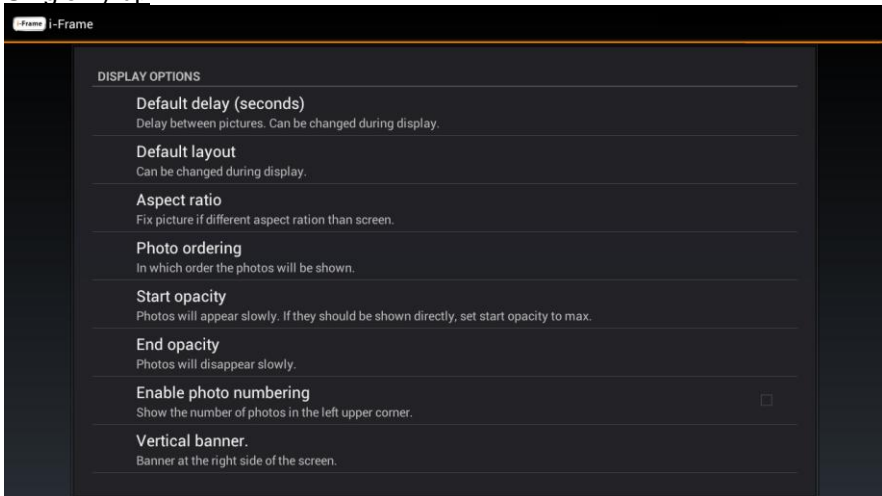 i-Frame i-Frame
DISPLAY OPTIONS
Default delay (seconds)
Delay between pictures. Can be changed during display.
Default layout
Can be changed during display.
Aspect ratio
Fix picture if different aspect ration than screen.
Photo ordering
In which order the photos will be shown.
Start opacity
Photos will appear slowly. If they should be shown directly, set start opacity to max.
End opacity
Photos will disappear slowly.
Enable photo numbering
Show the number of photos in the left upper corner.
Vertical banner.
Banner at the right side of the screen.